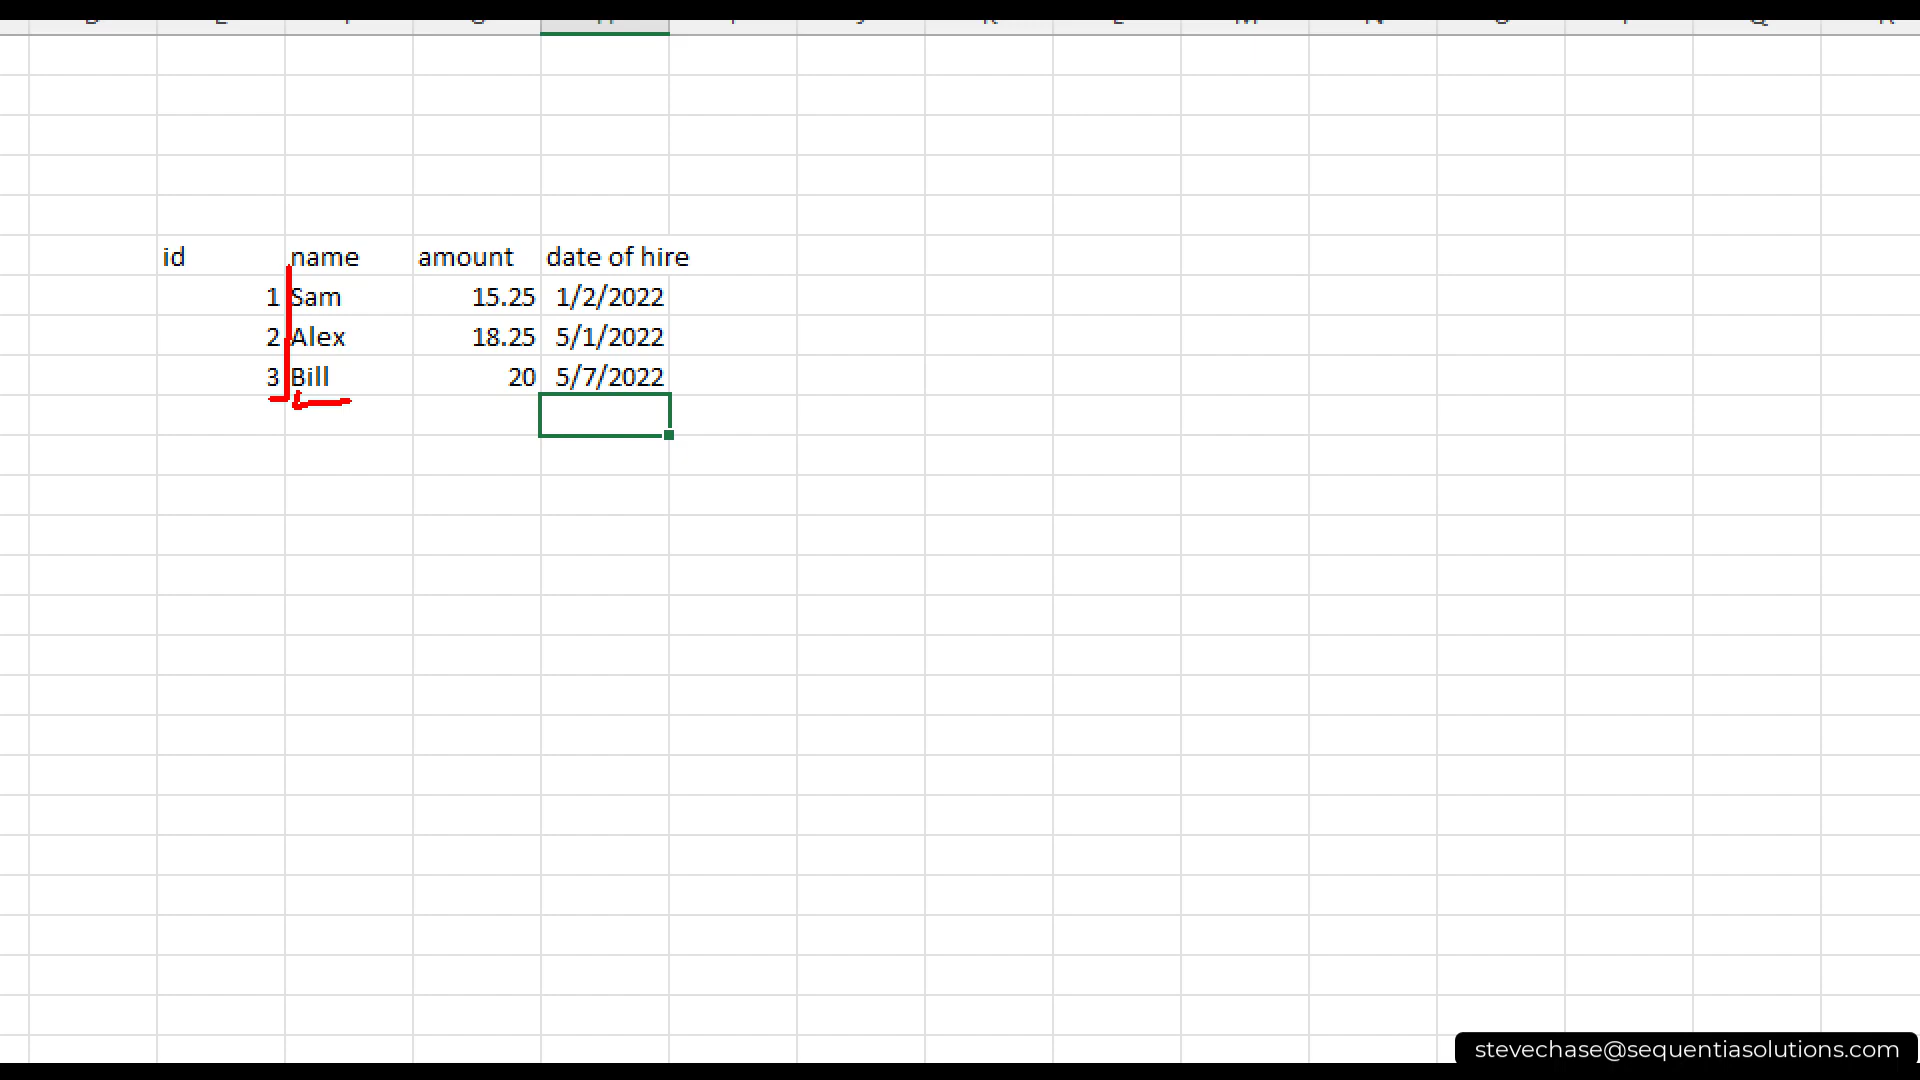 id name amount date of hire
1 Sam 15.25 1/2/2022
2 Alex 18.25 5/1/2022
3 Bill 20 5/7/2022
stevechase@sequentiasolutions.com